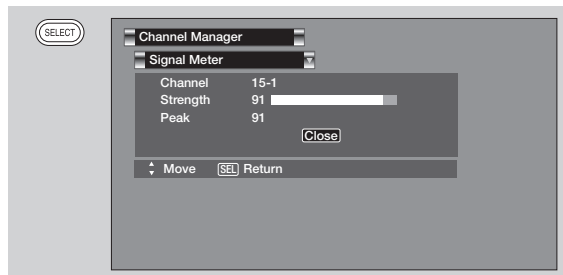 SELECT
Channel Manager
Signal Meter
Channel 15-1
Strength 91
Peak 91
Close
Move SEL Return